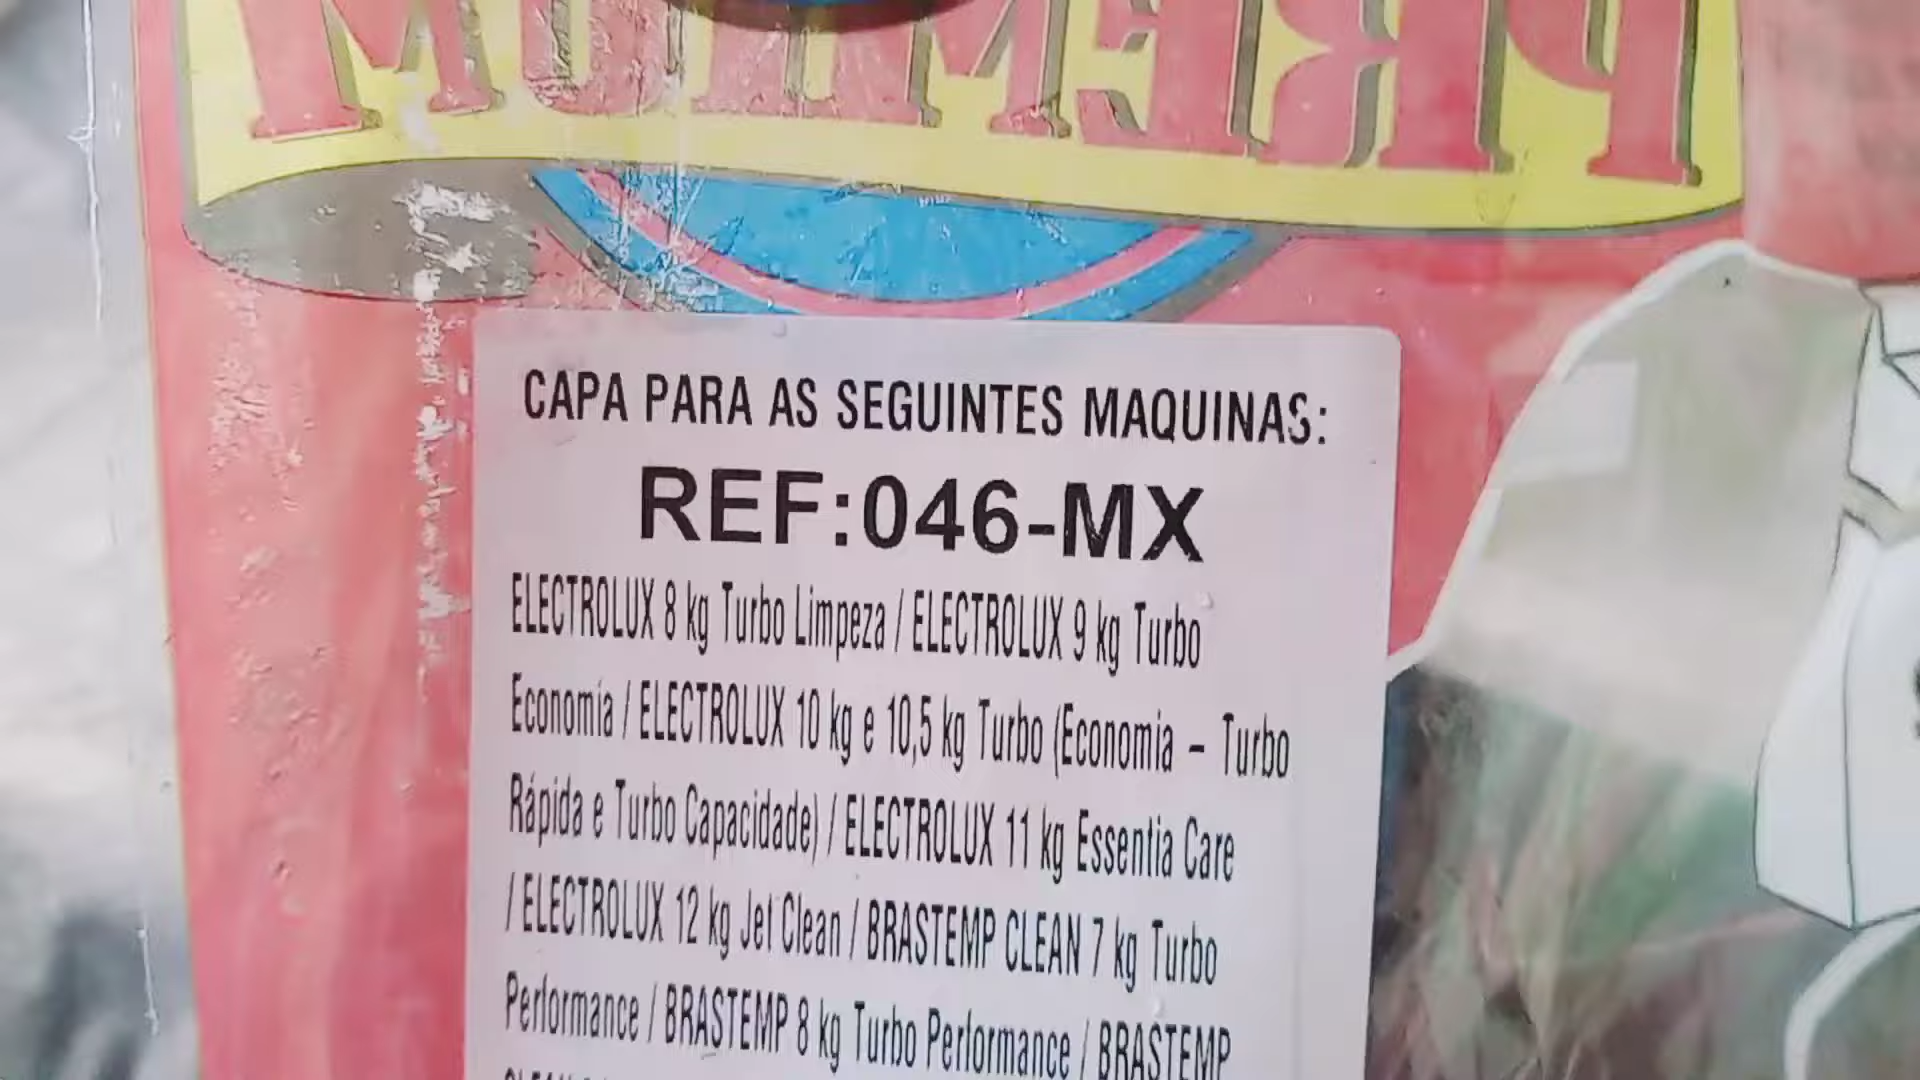 CAPA PARA AS SEGUINTES MAQUINAS:
REF:046-MX
ELECTROLUX 8 kg Turbo Limpeza / ELECTROLUX 9 kg Turbo
Economia / ELECTROLUX 10 kg e 10,5 kg Turbo (Economia – Turbo
Rápida e Turbo Capacidade) / ELECTROLUX 11 kg Essentia Care
/ ELECTROLUX 12 kg Jet Clean / BRASTEMP CLEAN 7 kg Turbo
Performance / BRASTEMP 8 kg Turbo Performance / BRASTEMP